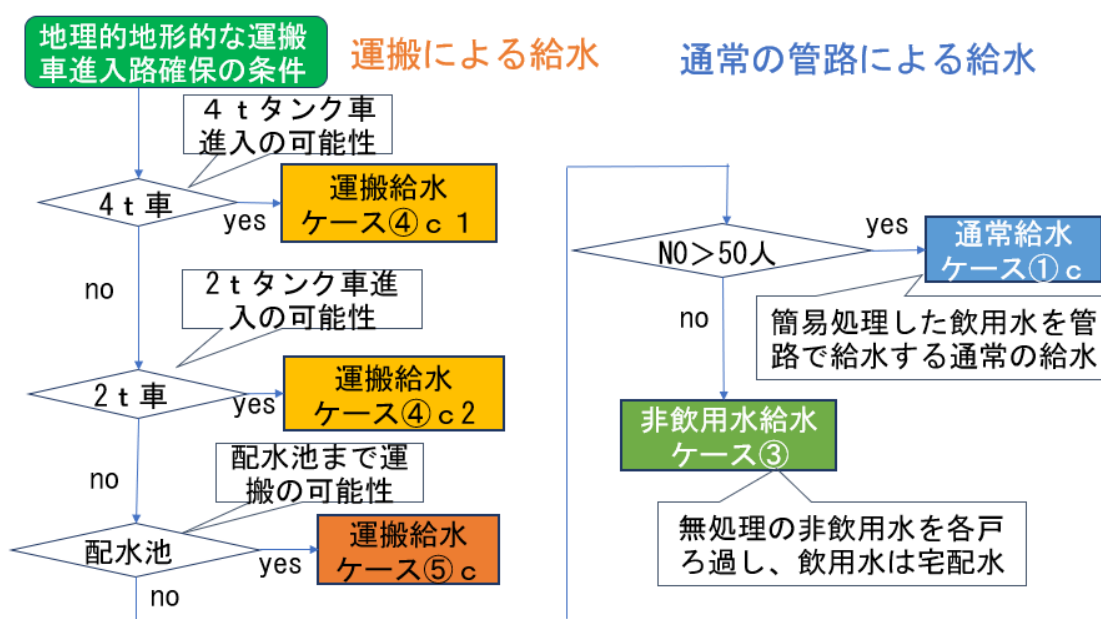 地理的地形的な運搬
車進入路確保の条件
運搬による給水
通常の管路による給水
４ｔタンク車
進入の可能性
4ｔ車
yes
運搬給水
ケース④ｃ１
no
2ｔタンク車進
入の可能性
2ｔ車
yes
運搬給水
ケース④ｃ2
no
配水池まで運
搬の可能性
配水池
yes
運搬給水
ケース⑤ｃ
no
NO＞50人
yes
通常給水
ケース①ｃ
簡易処理した飲用水を管
路で給水する通常の給水
no
非飲用水給水
ケース③
無処理の非飲用水を各戸
ろ過し、飲用水は宅配水